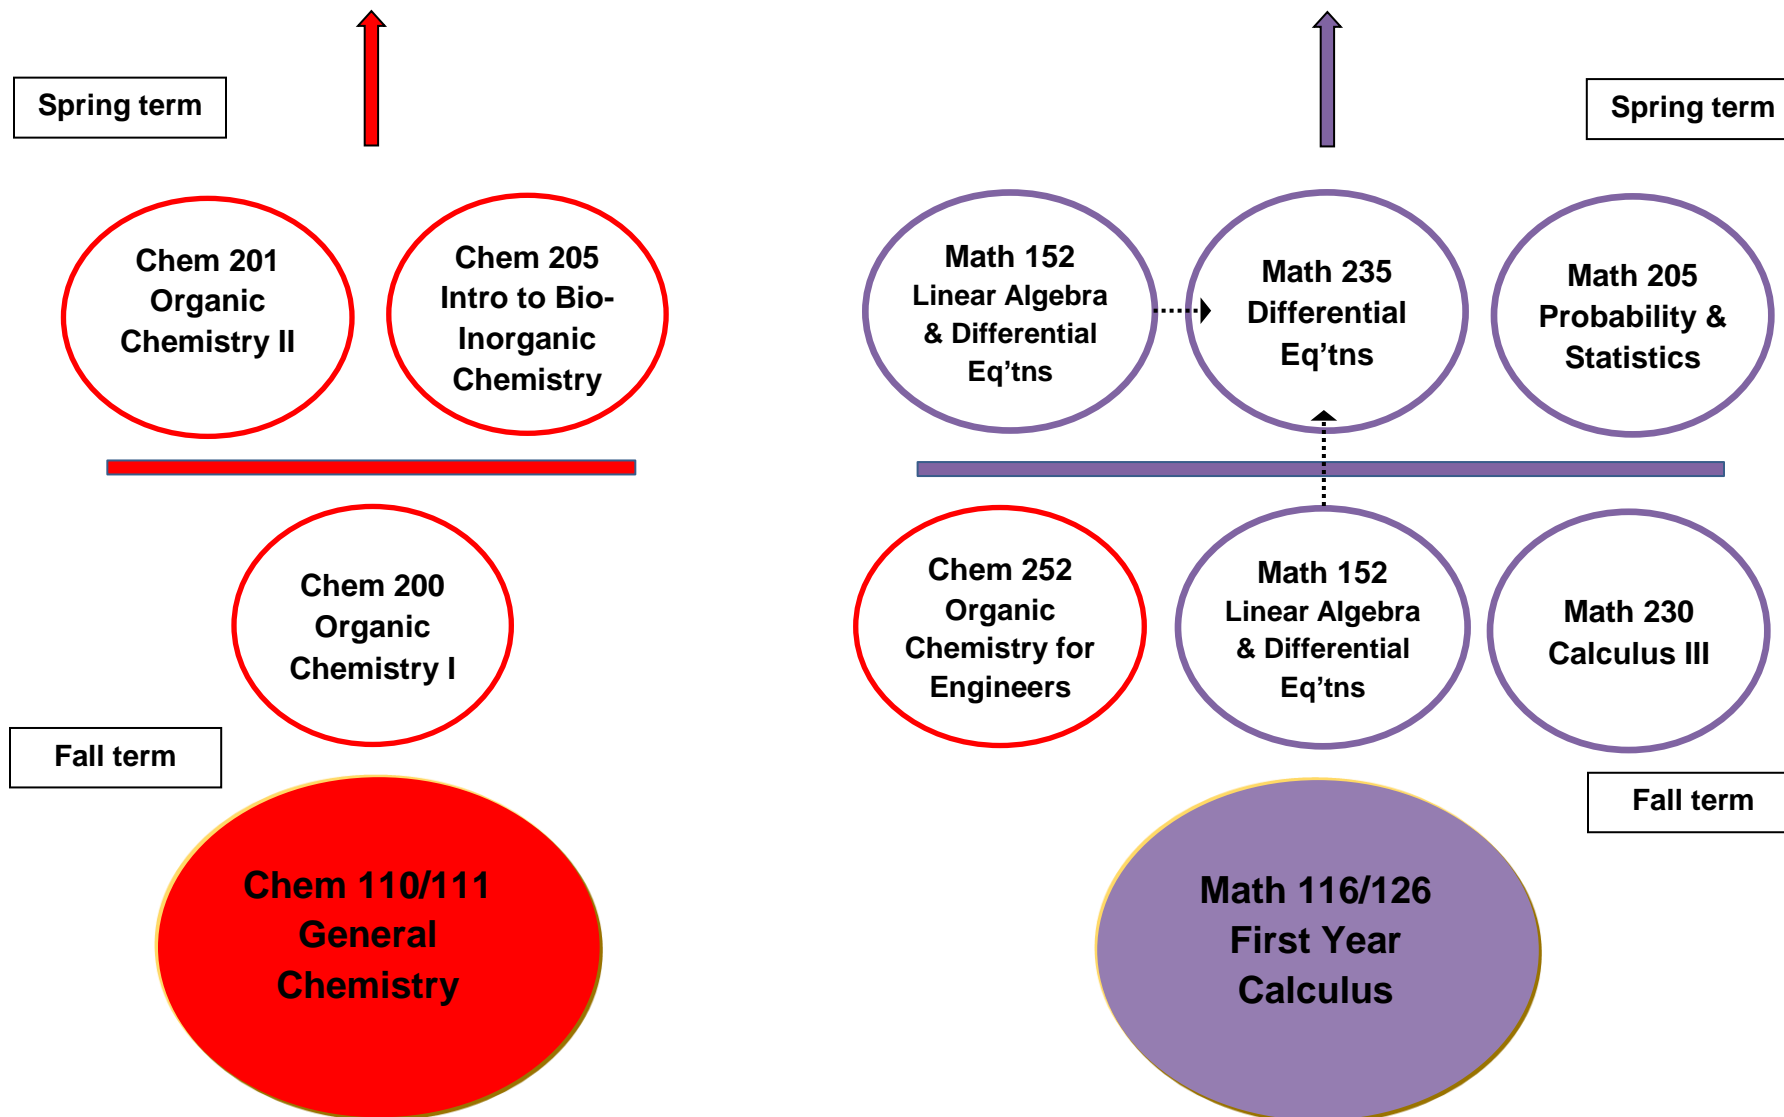 Spring term
Spring term
Chem 201
Organic
Chemistry II
Chem 205
Intro to Bio-
Inorganic
Chemistry
Math 152
Linear Algebra
& Differential
Eq’tns
Math 235
Differential
Eq’tns
Math 205
Probability &
Statistics
Chem 200
Organic
Chemistry I
Chem 252
Organic
Chemistry for
Engineers
Math 152
Linear Algebra
& Differential
Eq’tns
Math 230
Calculus III
Fall term
Fall term
Chem 110/111
General
Chemistry
Math 116/126
First Year
Calculus